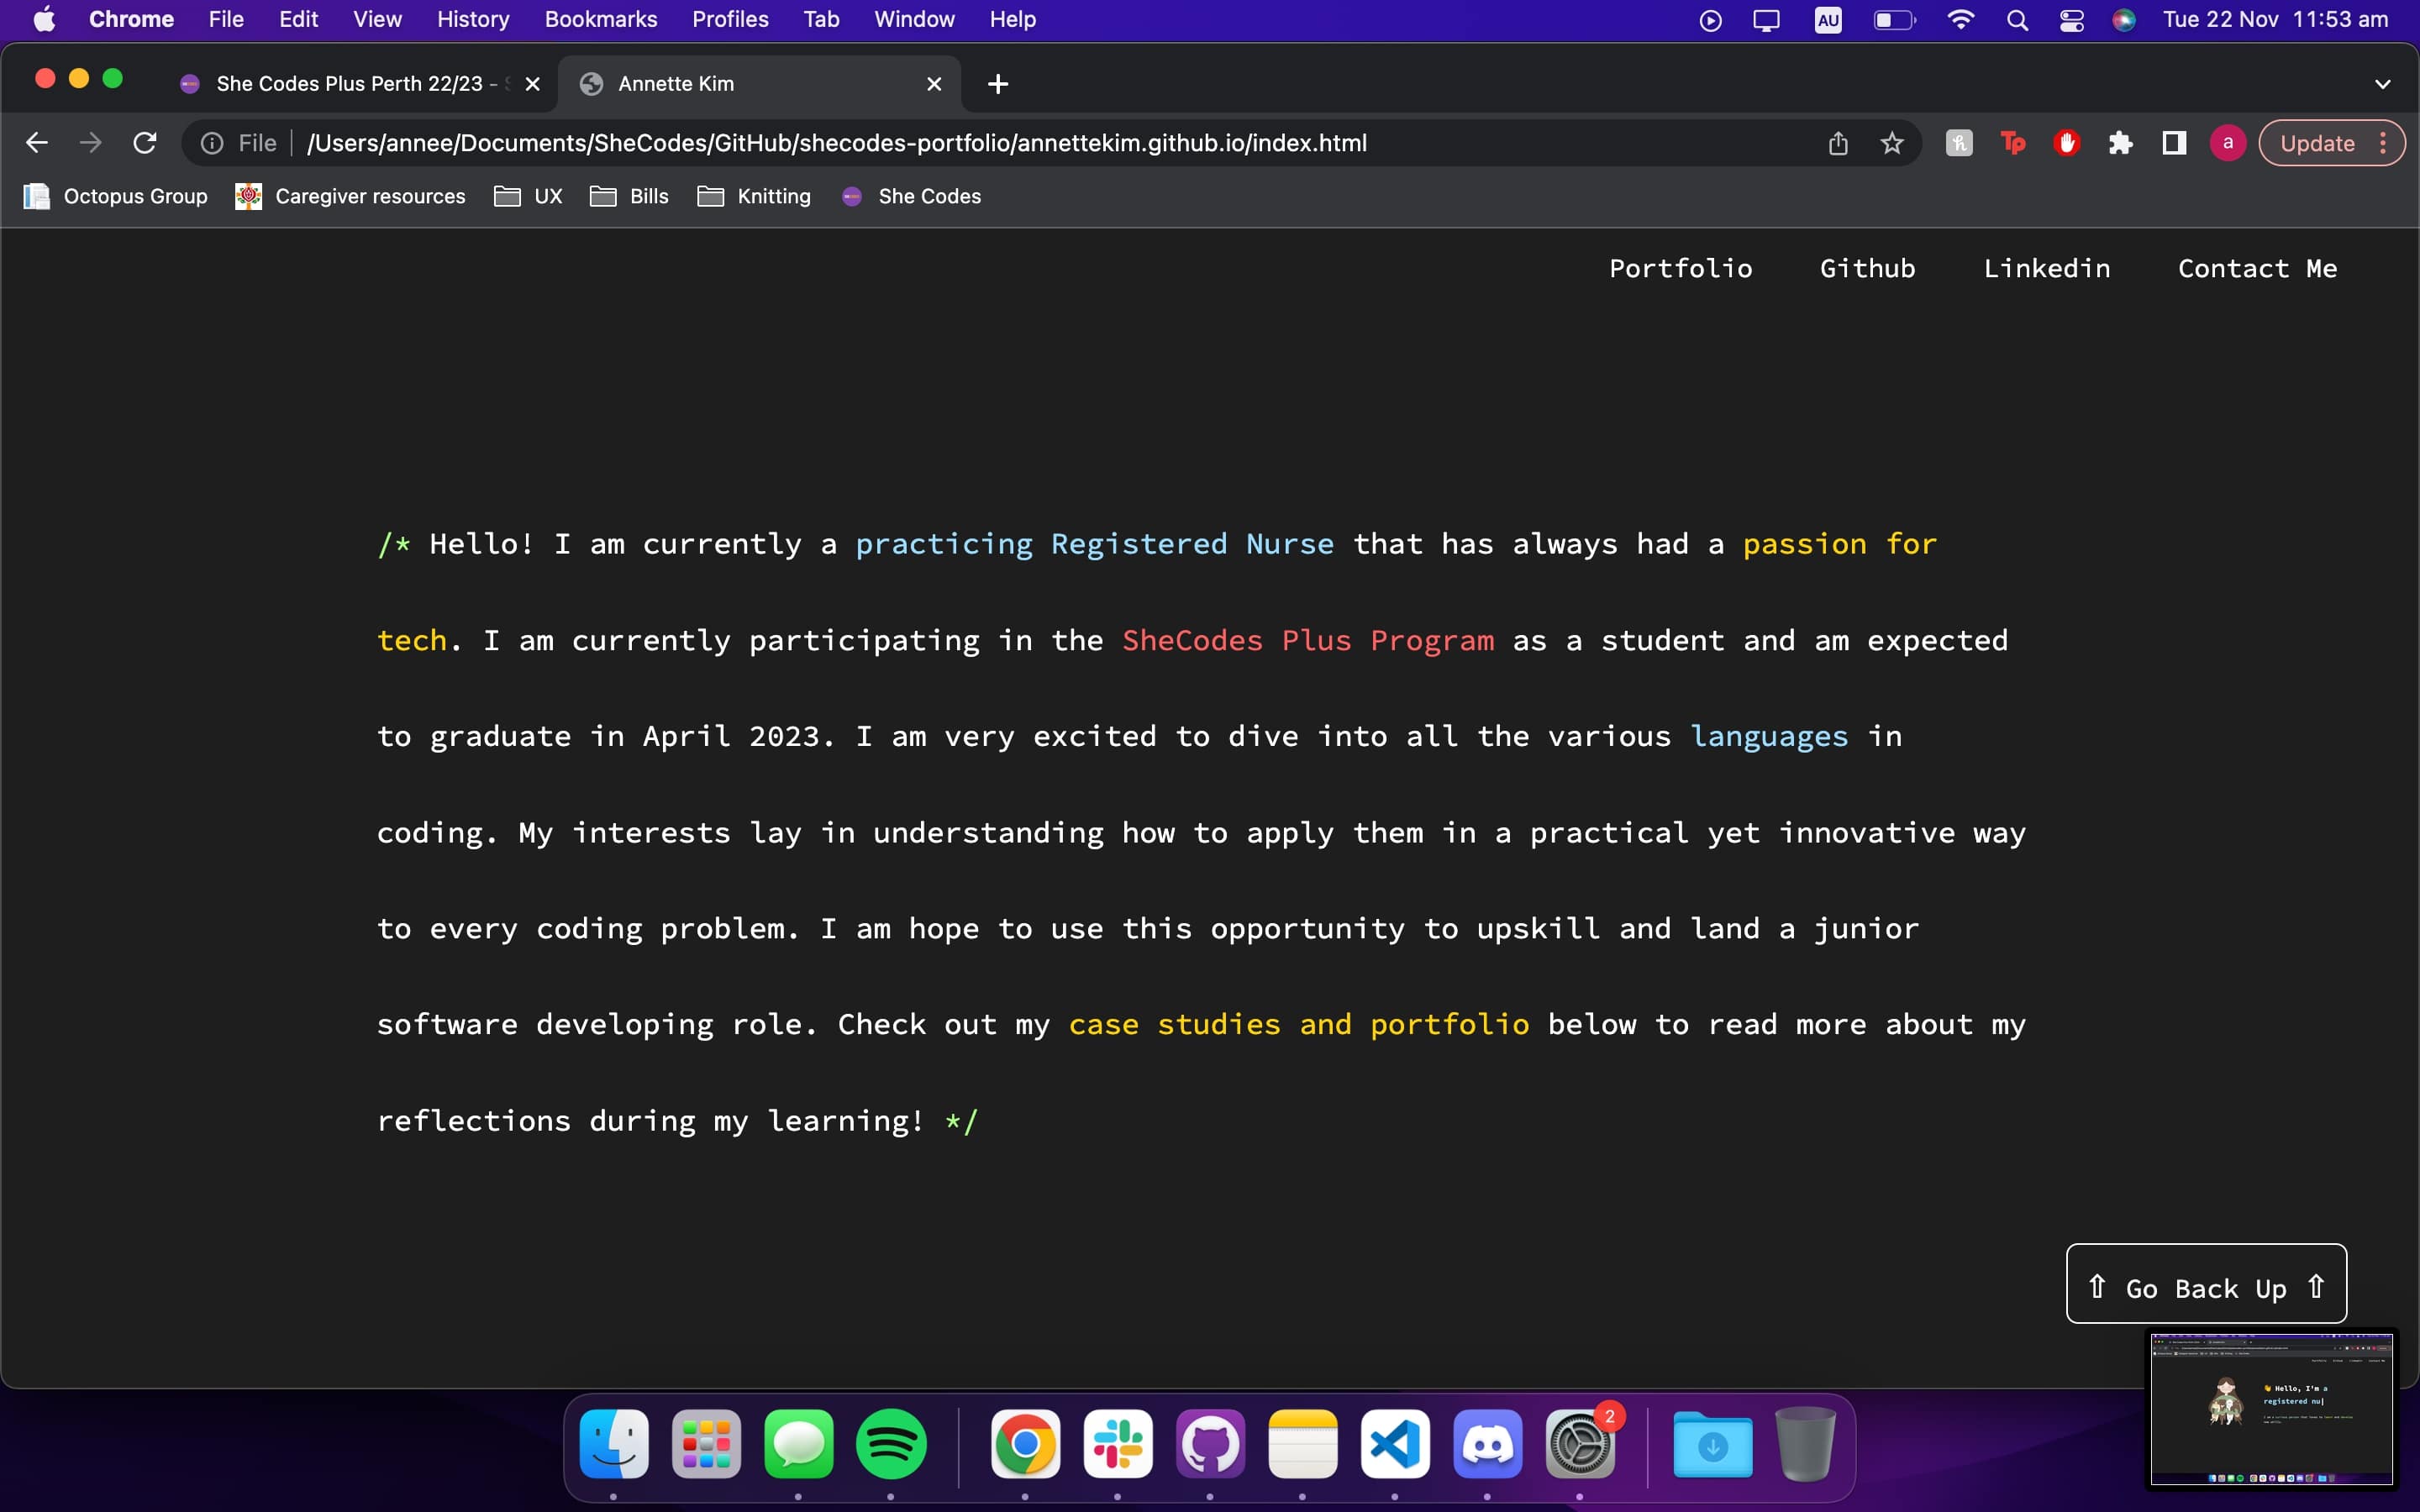 Chrome File Edit View History Bookmarks Profiles Tab Window Help AU Tue 22 Nov 11:53 am
She Codes Plus Perth 22/23 - Annette Kim
File /Users/annee/Documents/SheCodes/GitHub/shecodes-portfolio/annettekim.github.io/index.html Tp a Update
Octopus Group Caregiver resources UX Bills Knitting She Codes
Portfolio Github Linkedin Contact Me
/* Hello! I am currently a practicing Registered Nurse that has always had a passion for
tech. I am currently participating in the SheCodes Plus Program as a student and am expected
to graduate in April 2023. I am very excited to dive into all the various languages in
coding. My interests lay in understanding how to apply them in a practical yet innovative way
to every coding problem. I am hope to use this opportunity to upskill and land a junior
software developing role. Check out my case studies and portfolio below to read more about my
reflections during my learning! */
⇧ Go Back Up ⇧
Hello, I'm a
registered nu
2